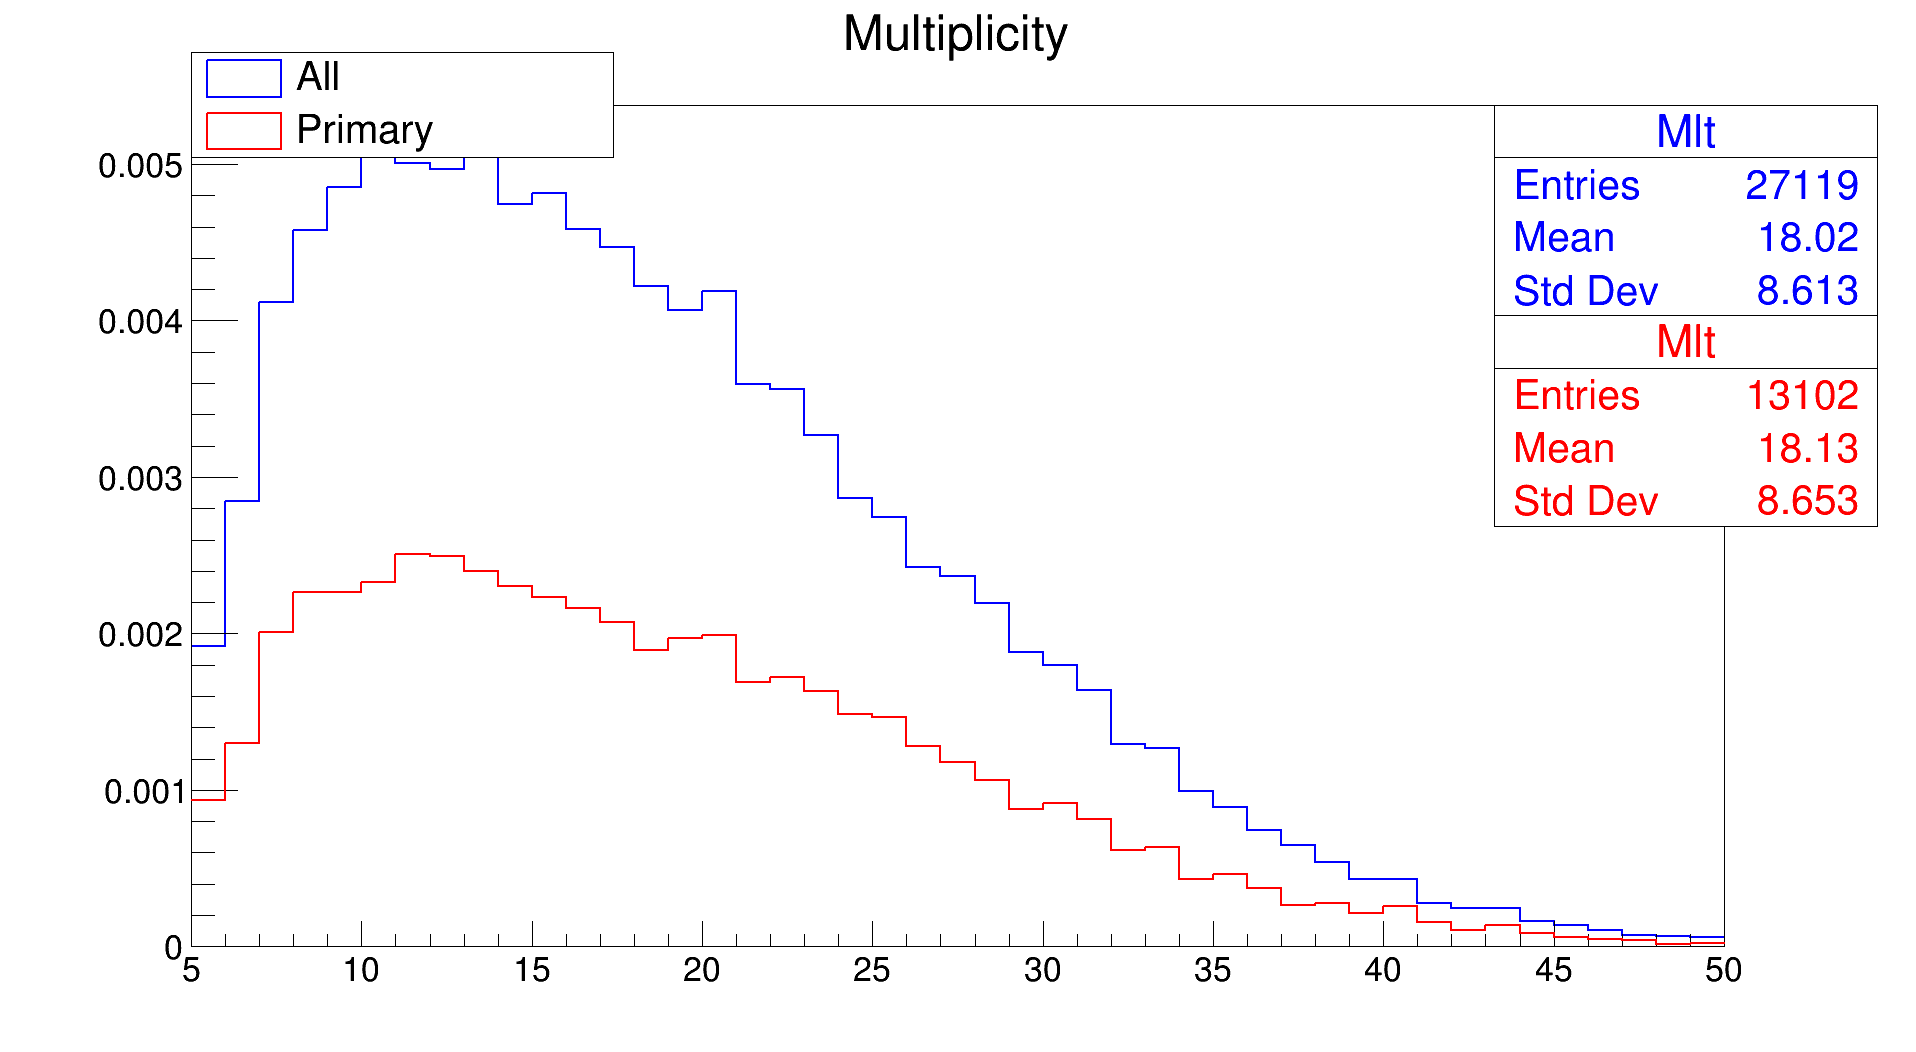 Multiplicity
All
Primary
Mlt
Entries 27119
Mean 18.02
Std Dev 8.613
Mlt
Entries 13102
Mean 18.13
Std Dev 8.653
0.005
0.004
0.003
0.002
0.001
0
5 10 15 20 25 30 35 40 45 50